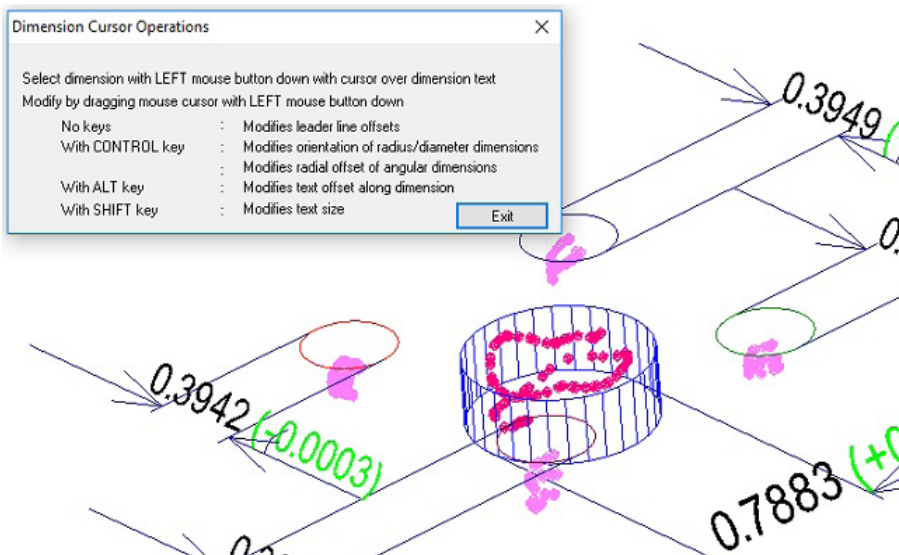 Dimension Cursor Operations
Select dimension with LEFT mouse button down with cursor over dimension text
Modify by dragging mouse cursor with LEFT mouse button down
No keys : Modifies leader line offsets
With CONTROL key : Modifies orientation of radius/diameter dimensions
: Modifies radial offset of angular dimensions
With ALT key : Modifies text offset along dimension
With SHIFT key : Modifies text size
Exit
0.3949
0.3942 (-0.0003)
0.7883